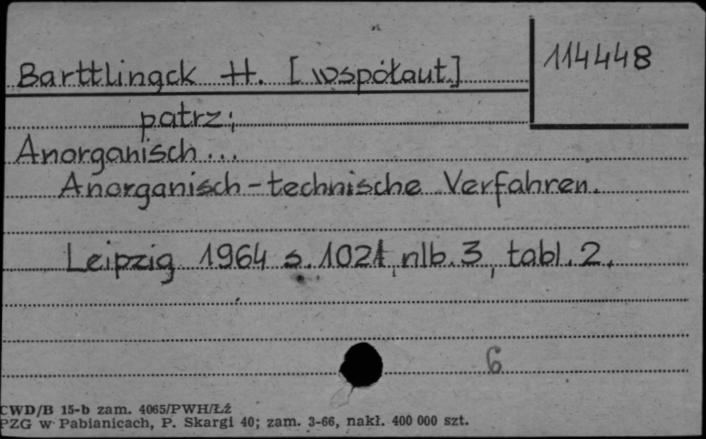 Barttlingck H. [współaut.]
114448
patrz;
Anorganisch...
Anorganisch-technische Verfahren.
Leipzig 1964 s. 1021, nlb. 3, tabl. 2.
6
CWD/B 15-b zam. 4065/PWH/Łź
PZG w Pabianicach, P. Skargi 40; zam. 3-66, nakł. 400 000 szt.